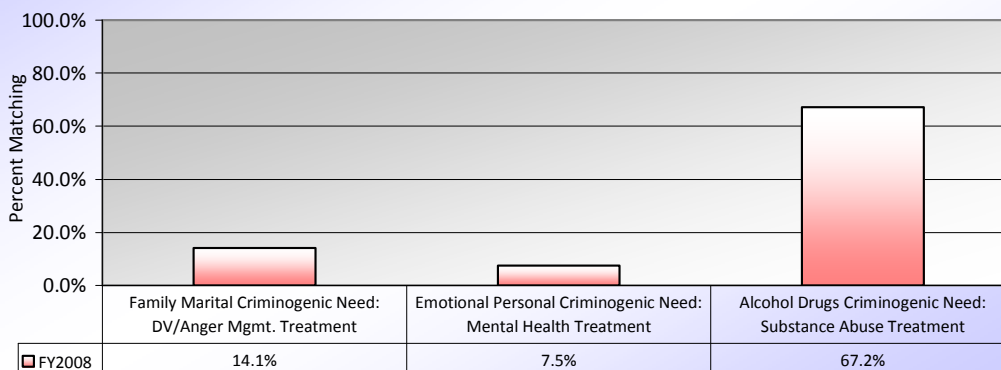 100.0%
80.0%
60.0%
40.0%
20.0%
0.0%
Percent Matching
Family Marital Criminogenic Need:
DV/Anger Mgmt. Treatment
Emotional Personal Criminogenic Need:
Mental Health Treatment
Alcohol Drugs Criminogenic Need:
Substance Abuse Treatment
FY2008 14.1% 7.5% 67.2%